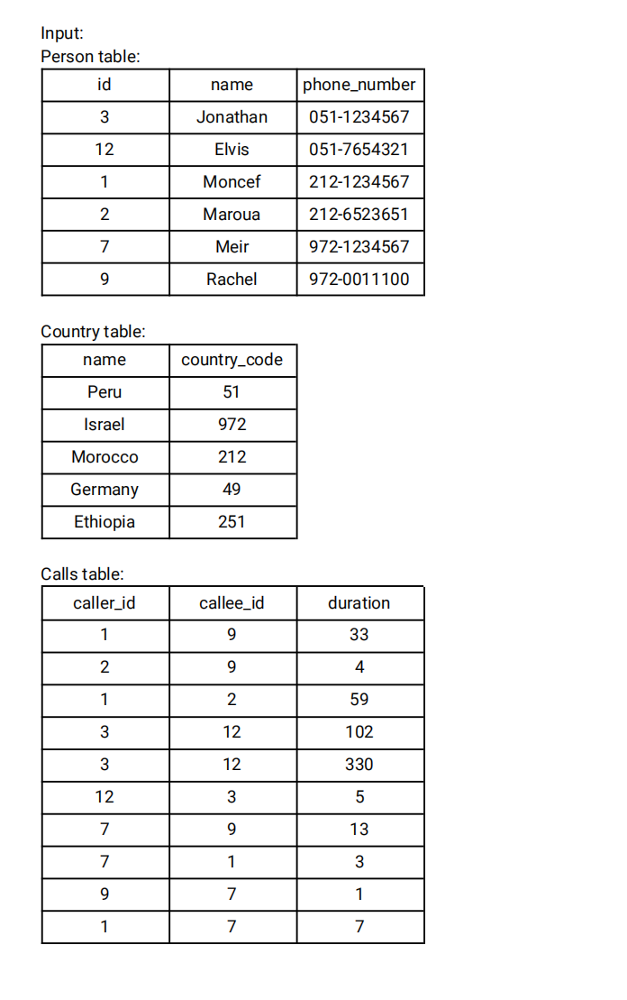 Input:
Person table:
id name phone_number
3 Jonathan 051-1234567
12 Elvis 051-7654321
1 Moncef 212-1234567
2 Maroua 212-6523651
7 Meir 972-1234567
9 Rachel 972-0011100
Country table:
name country_code
Peru 51
Israel 972
Morocco 212
Germany 49
Ethiopia 251
Calls table:
caller_id callee_id duration
1 9 33
2 9 4
1 2 59
3 12 102
3 12 330
12 3 5
7 9 13
7 1 3
9 7 1
1 7 7